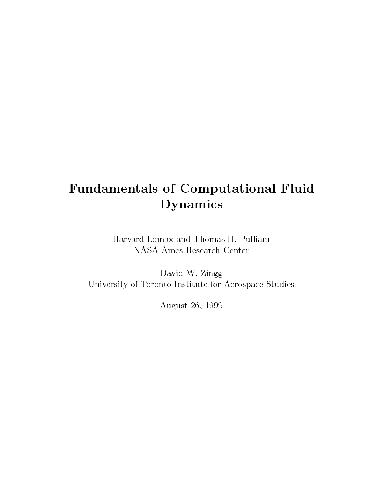 Fundamentals of Computational Fluid
Dynamics
Harvard Lomax and Thomas H. Pulliam
NASA Ames Research Center
David W. Zingg
University of Toronto Institute for Aerospace Studies
August 26, 1999